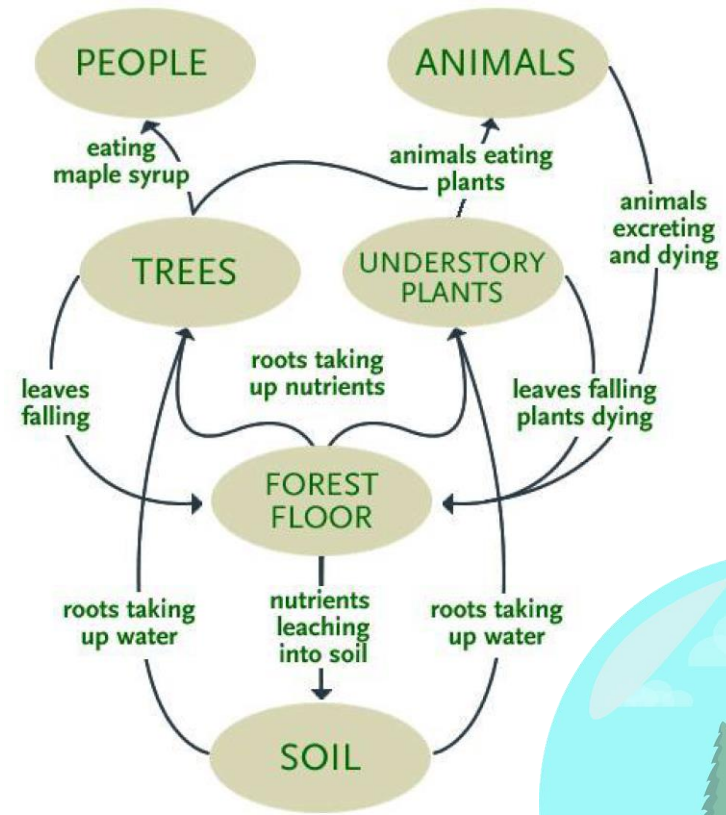 PEOPLE
ANIMALS
eating
maple syrup
animals eating
plants
animals
excreting
and dying
TREES
UNDERSTORY
PLANTS
roots taking
up nutrients
leaves
falling
leaves falling
plants dying
FOREST
FLOOR
roots taking
up water
nutrients
leaching
into soil
roots taking
up water
SOIL